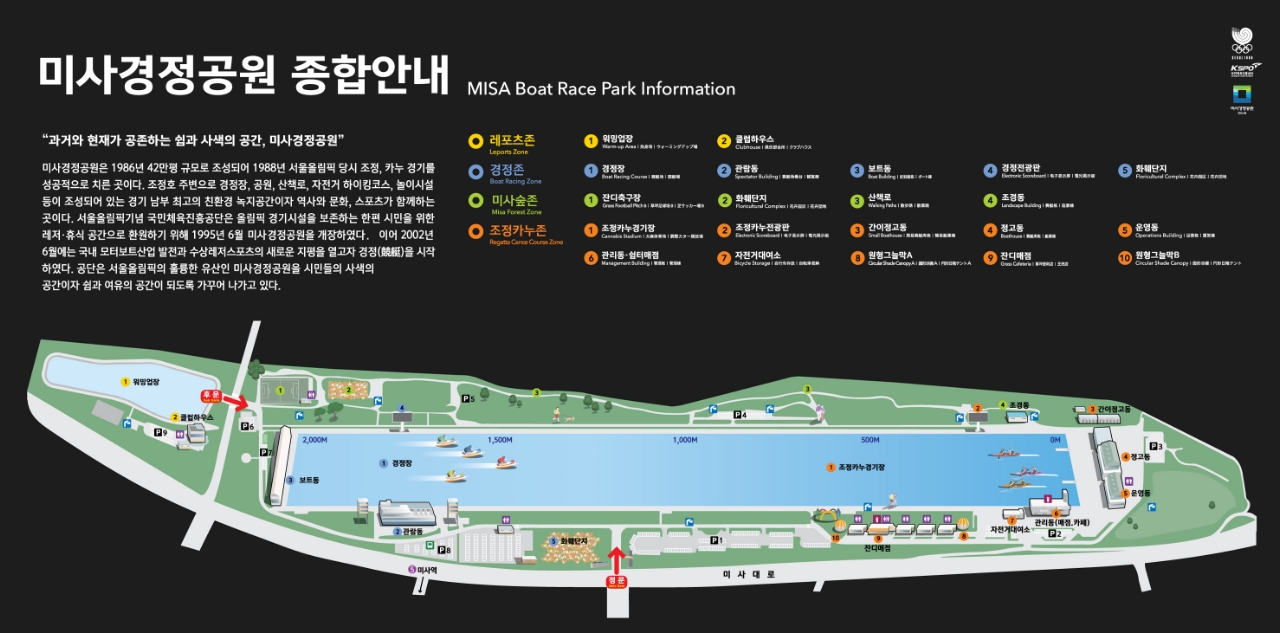 미사경정공원 종합안내
MISA Boat Race Park Information
KSPO
미사경정공원
“과거와 현재가 공존하는 쉼과 사색의 공간, 미사경정공원”
미사경정공원은 1986년 42만평 규모로 조성되어 1988년 서울올림픽 당시 조정, 카누 경기를
성공적으로 치른 곳이다. 조정호 주변으로 경정장, 공원, 산책로, 자전거 하이킹코스, 놀이시설
등이 조성되어 있는 경기 남부 최고의 친환경 녹지공간이자 역사와 문화, 스포츠가 함께하는
곳이다. 서울올림픽기념 국민체육진흥공단은 올림픽 경기시설을 보존하는 한편 시민을 위한
레저·휴식 공간으로 환원하기 위해 1995년 6월 미사경정공원을 개장하였다. 이어 2002년
6월에는 국내 모터보트산업 발전과 수상레저스포츠의 새로운 지평을 열고자 경정(競艇)을 시작
하였다. 공단은 서울올림픽의 훌륭한 유산인 미사경정공원을 시민들의 사색의
공간이자 쉼과 여유의 공간이 되도록 가꾸어 나가고 있다.
레포츠존
Leports Zone
1 워밍업장
Warm-up Area
2 클럽하우스
Clubhouse
경정존
Boat Racing Zone
1 경정장
Boat Racing Course
2 관람동
Spectator Building
3 보트동
Boat Building
4 경정전광판
Electronic Scoreboard
5 화훼단지
Floricultural Complex
미사숲존
Misa Forest Zone
1 잔디축구장
Grass Football Pitch
2 화훼단지
Floricultural Complex
3 산책로
Walking Paths
4 조경동
Landscape Building
조정카누존
Regatta Canoe Course Zone
1 조정카누경기장
2 조정카누전광판
Electronic Scoreboard
3 간이정고동
Small Boathouse
4 정고동
Boathouse
5 운영동
Operations Building
6 관리동·쉼터매점
Management Building
7 자전거대여소
Bicycle Storage
8 원형그늘막A
Circular Shade Canopy A
9 잔디매점
Grass Cafeteria
10 원형그늘막B
Circular Shade Canopy B
1 워밍업장
후문
2 클럽하우스
P9
P6
P7
1
2
4
P5
3
P4
3
2
4 조경동
3 간이정고동
2,000M
1,500M
1,000M
500M
0M
P3
1 경정장
1 조정카누경기장
4 정고동
3 보트동
5 운영동
2 관람동
P8
5 화훼단지
P1
10
9
잔디매점
8
7
자전거대여소
6
관리동(매점,카페)
P2
5 미사역
정문
미 사 대 로